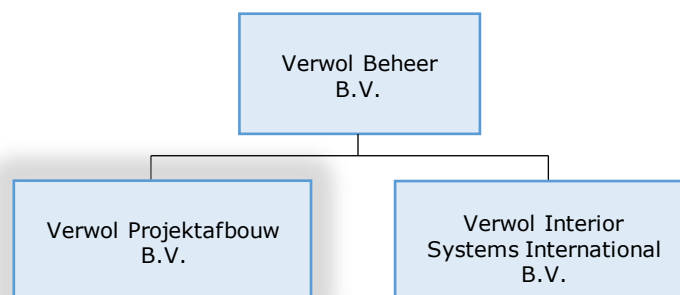 Verwol Beheer
B.V.
Verwol Projektafbouw
B.V.
Verwol Interior
Systems International
B.V.